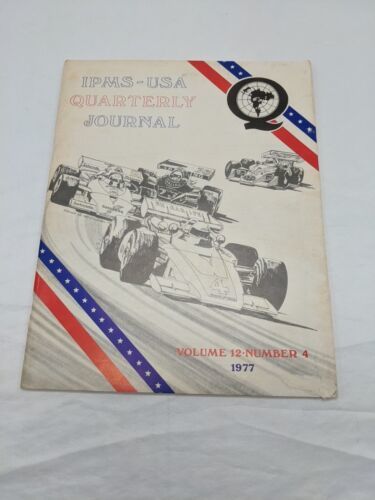 IPMS-USA
QUARTERLY
JOURNAL
Q
VOLUME 12·NUMBER 4
1977